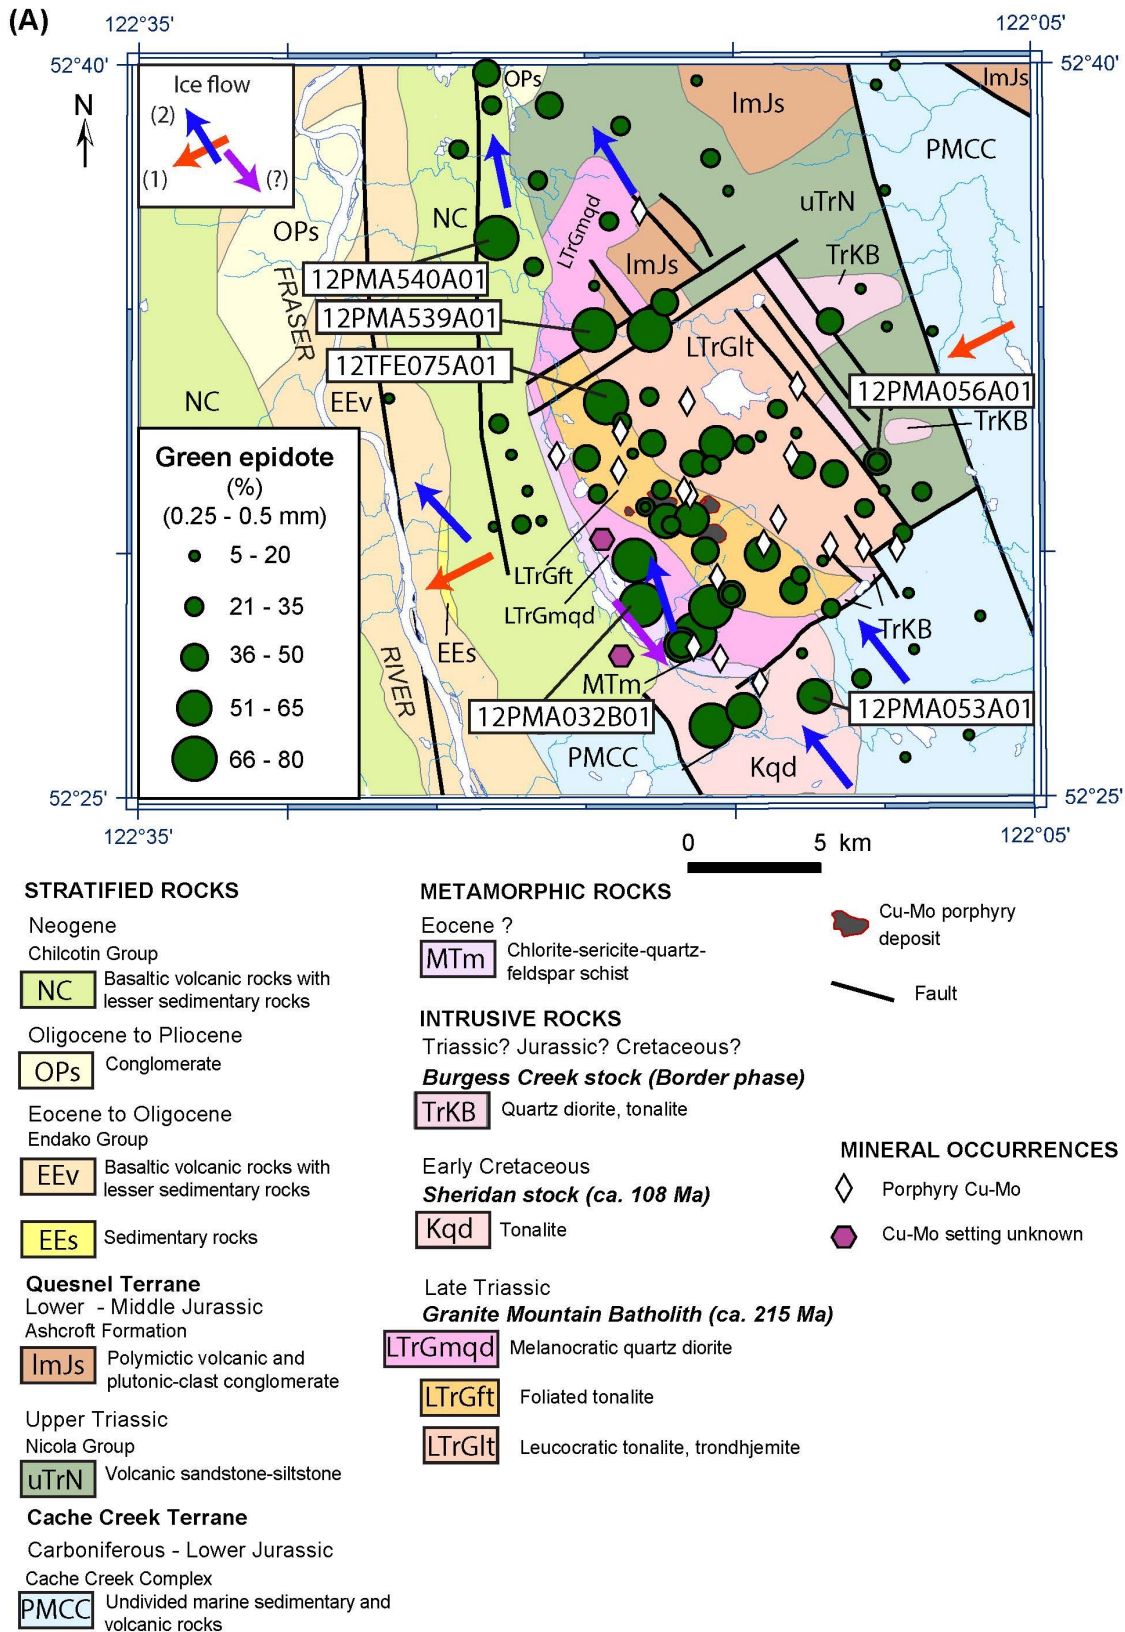 (A)
122°35'
122°05'
52°40'
52°40'
N
Ice flow
(2)
(1)
(?)
OPs
lmJs
lmJs
PMCC
NC
uTrN
OPs
LTrGmqd
TrKB
lmJs
12PMA540A01
FRASER
12PMA539A01
LTrGlt
12TFE075A01
12PMA056A01
NC
EEv
TrKB
Green epidote
(%)
(0.25 - 0.5 mm)
5 - 20
21 - 35
36 - 50
51 - 65
66 - 80
LTrGft
LTrGmqd
TrKB
EEs
RIVER
MTm
12PMA032B01
12PMA053A01
PMCC
Kqd
52°25'
52°25'
122°35'
122°05'
0 5 km
STRATIFIED ROCKS
Neogene
Chilcotin Group
NC
Basaltic volcanic rocks with
lesser sedimentary rocks
Oligocene to Pliocene
OPs
Conglomerate
Eocene to Oligocene
Endako Group
EEv
Basaltic volcanic rocks with
lesser sedimentary rocks
EEs
Sedimentary rocks
Quesnel Terrane
Lower - Middle Jurassic
Ashcroft Formation
lmJs
Polymictic volcanic and
plutonic-clast conglomerate
Upper Triassic
Nicola Group
uTrN
Volcanic sandstone-siltstone
Cache Creek Terrane
Carboniferous - Lower Jurassic
Cache Creek Complex
PMCC
Undivided marine sedimentary and
volcanic rocks
METAMORPHIC ROCKS
Eocene ?
MTm
Chlorite-sericite-quartz-
feldspar schist
INTRUSIVE ROCKS
Triassic? Jurassic? Cretaceous?
Burgess Creek stock (Border phase)
TrKB
Quartz diorite, tonalite
Early Cretaceous
Sheridan stock (ca. 108 Ma)
Kqd
Tonalite
Late Triassic
Granite Mountain Batholith (ca. 215 Ma)
LTrGmqd
Melanocratic quartz diorite
LTrGft
Foliated tonalite
LTrGlt
Leucocratic tonalite, trondhjemite
Cu-Mo porphyry
deposit
Fault
MINERAL OCCURRENCES
Porphyry Cu-Mo
Cu-Mo setting unknown